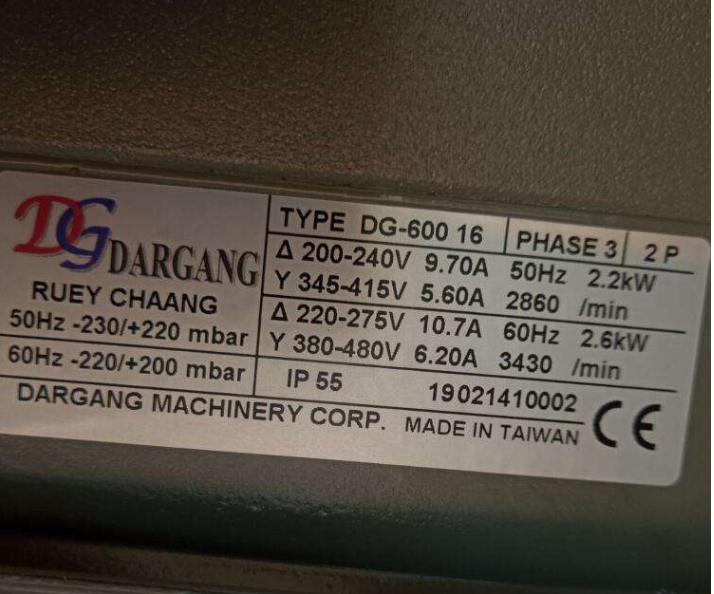 DG DARGANG
RUEY CHAANG
50Hz -230/+220 mbar
60Hz -220/+200 mbar
TYPE DG-600 16 PHASE 3 2 P
Δ 200-240V 9.70A 50Hz 2.2kW
Y 345-415V 5.60A 2860 /min
Δ 220-275V 10.7A 60Hz 2.6kW
Y 380-480V 6.20A 3430 /min
IP 55 19021410002
DARGANG MACHINERY CORP. MADE IN TAIWAN CE